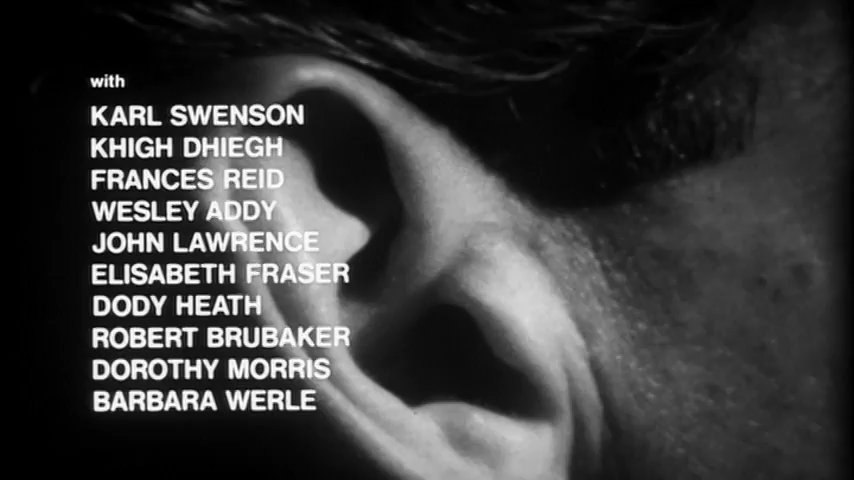 with
KARL SWENSON
KHIGH DHIEGH
FRANCES REID
WESLEY ADDY
JOHN LAWRENCE
ELISABETH FRASER
DODY HEATH
ROBERT BRUBAKER
DOROTHY MORRIS
BARBARA WERLE